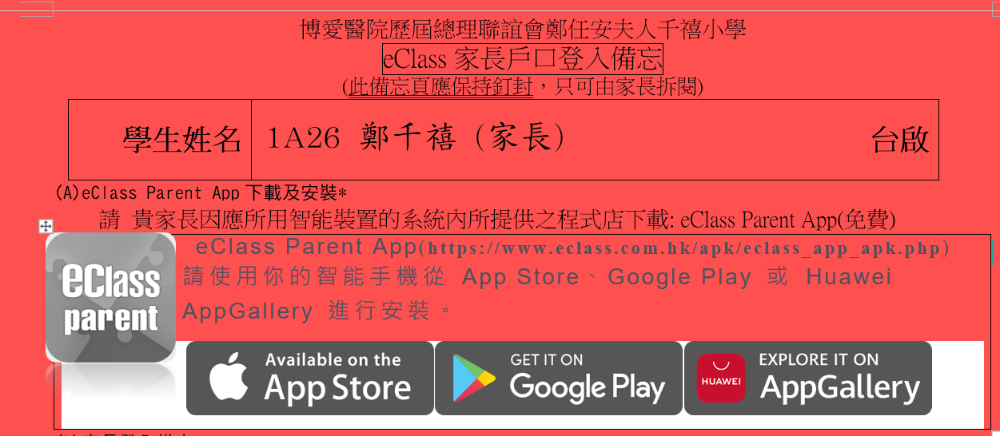 博愛醫院歷屆總理聯誼會鄭任安夫人千禧小學
eClass 家長戶口登入備忘
(此備忘頁應保持釘封，只可由家長拆閱)
學生姓名 1A26 鄭千禧 (家長) 台啟
(A)eClass Parent App 下載及安裝*
請 貴家長因應所用智能裝置的系統內所提供之程式店下載: eClass Parent App(免費)
eClass Parent App(https://www.eclass.com.hk/apk/eclass_app_apk.php)
請使用你的智能手機從 App Store、Google Play 或 Huawei
AppGallery 進行安裝。
eClass
parent
Available on the
App Store
GET IT ON
Google Play
HUAWEI
EXPLORE IT ON
AppGallery